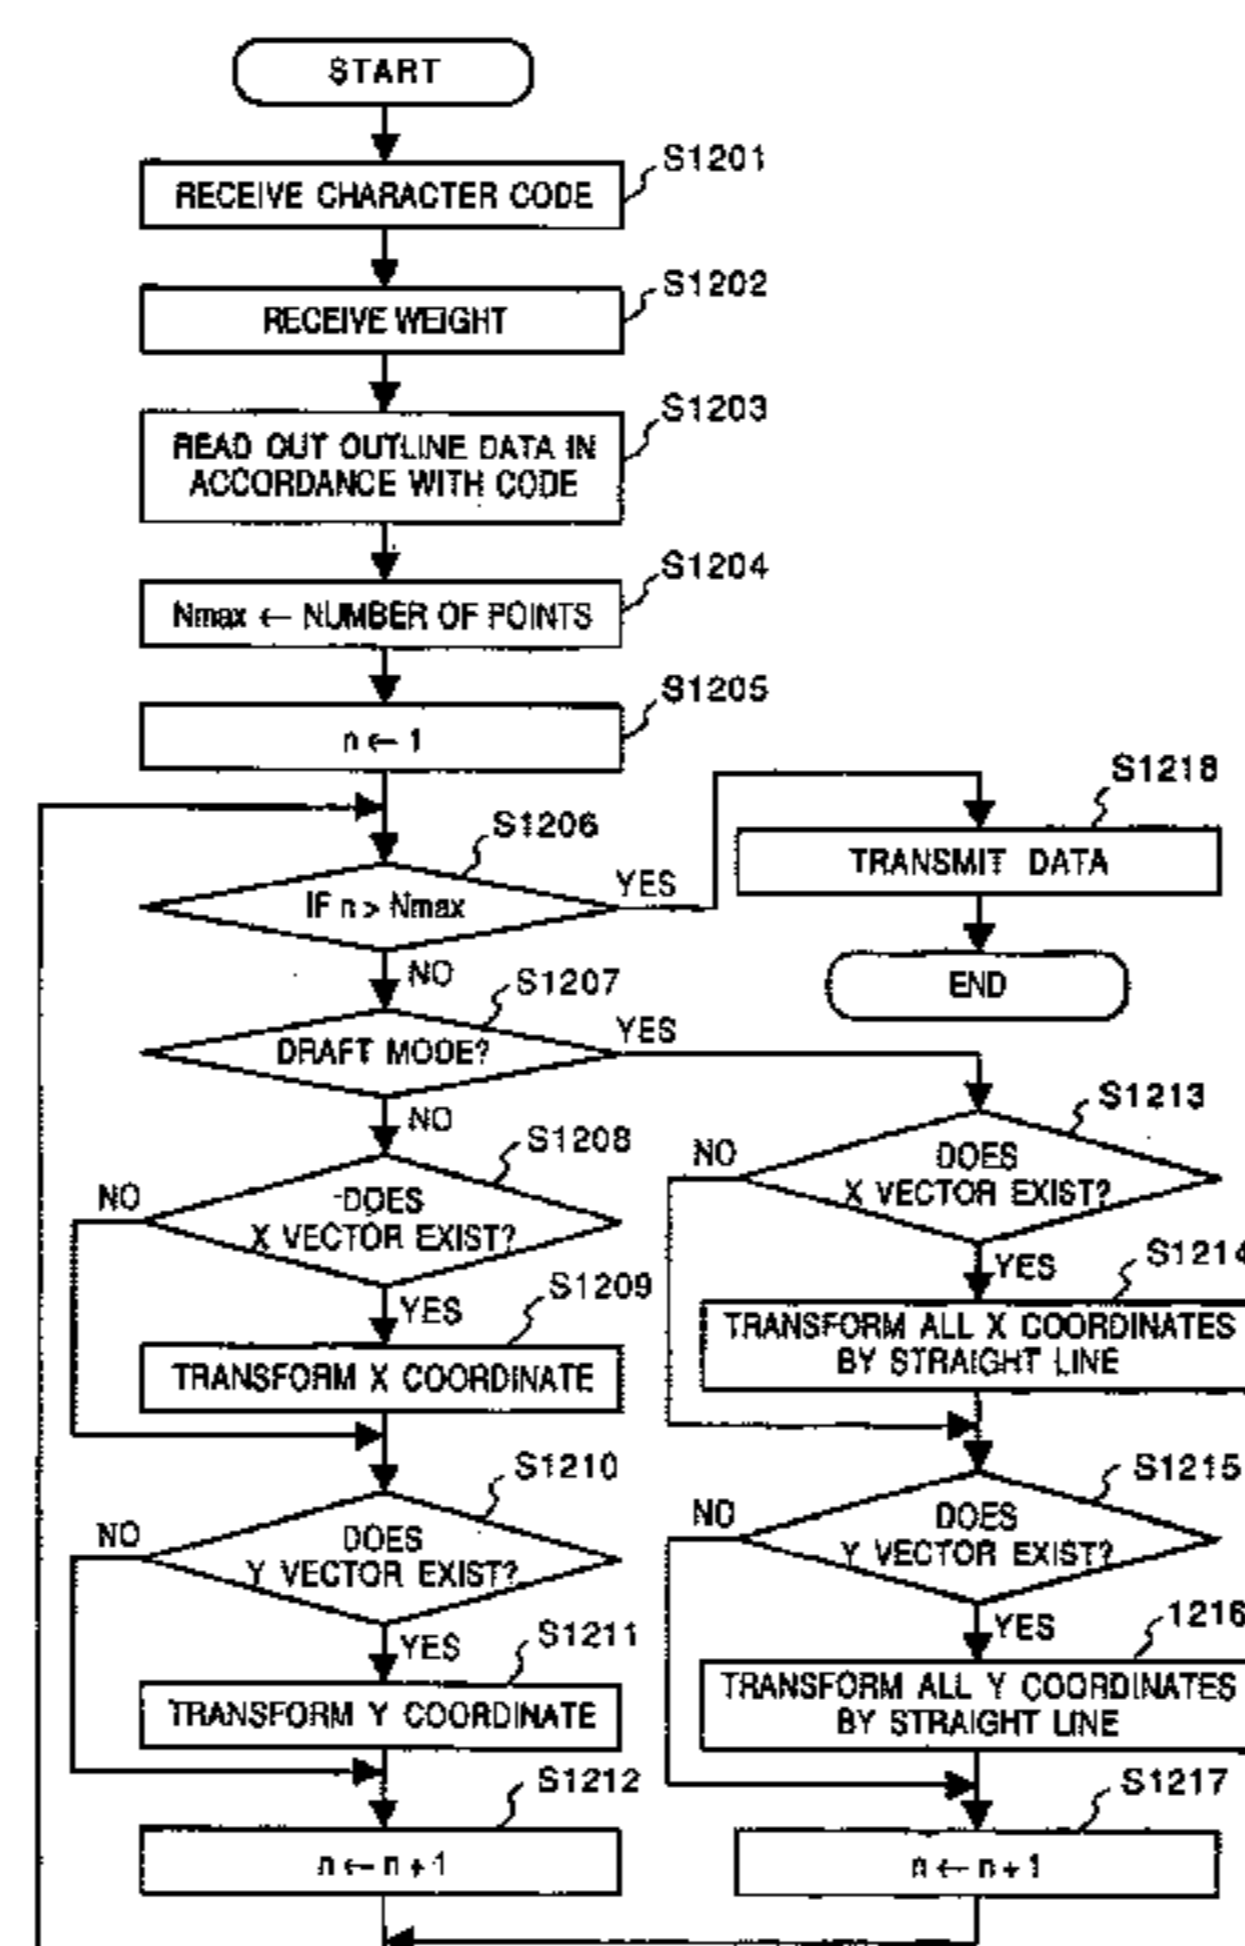 START
S1201
RECEIVE CHARACTER CODE
S1202
RECEIVE WEIGHT
S1203
READ OUT OUTLINE DATA IN
ACCORDANCE WITH CODE
S1204
Nmax ← NUMBER OF POINTS
S1205
n ← 1
S1218
TRANSMIT DATA
END
S1206
IF n > Nmax
YES
NO
S1207
DRAFT MODE?
YES
NO
S1208
DOES
X VECTOR EXIST?
NO
YES
S1209
TRANSFORM X COORDINATE
S1210
DOES
Y VECTOR EXIST?
NO
YES
S1211
TRANSFORM Y COORDINATE
S1212
n ← n + 1
S1213
DOES
X VECTOR EXIST?
NO
YES
S1214
TRANSFORM ALL X COORDINATES
BY STRAIGHT LINE
S1215
DOES
Y VECTOR EXIST?
NO
YES
1216
TRANSFORM ALL Y COORDINATES
BY STRAIGHT LINE
S1217
n ← n + 1